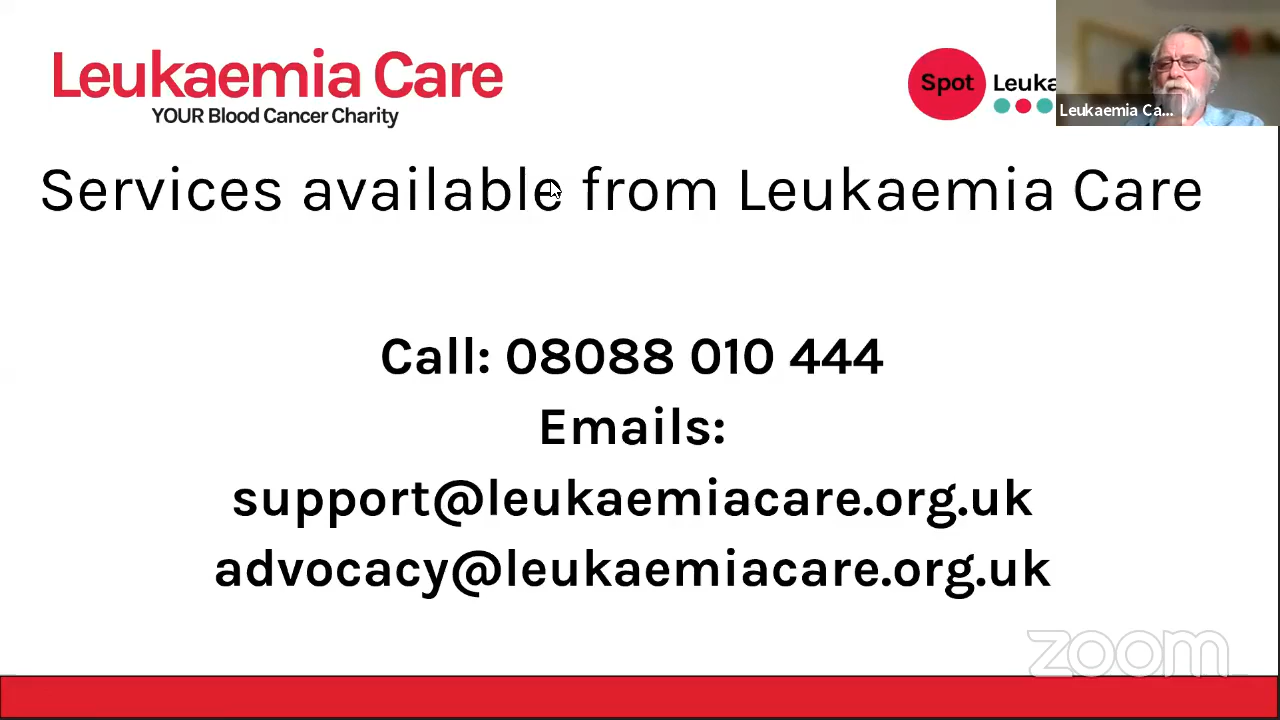 Leukaemia Care
YOUR Blood Cancer Charity
Spot
Leuka
Leukaemia Ca...
Services available from Leukaemia Care
Call: 08088 010 444
Emails:
support@leukaemiacare.org.uk
advocacy@leukaemiacare.org.uk
zoom